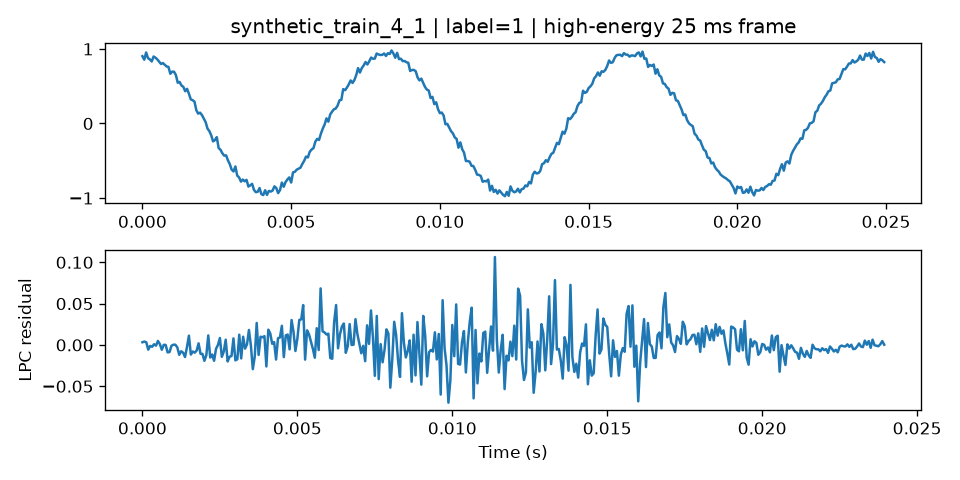 synthetic_train_4_1 | label=1 | high-energy 25 ms frame
1
0
−1
0.000 0.005 0.010 0.015 0.020 0.025
LPC residual
0.10
0.05
0.00
−0.05
0.000 0.005 0.010 0.015 0.020 0.025
Time (s)